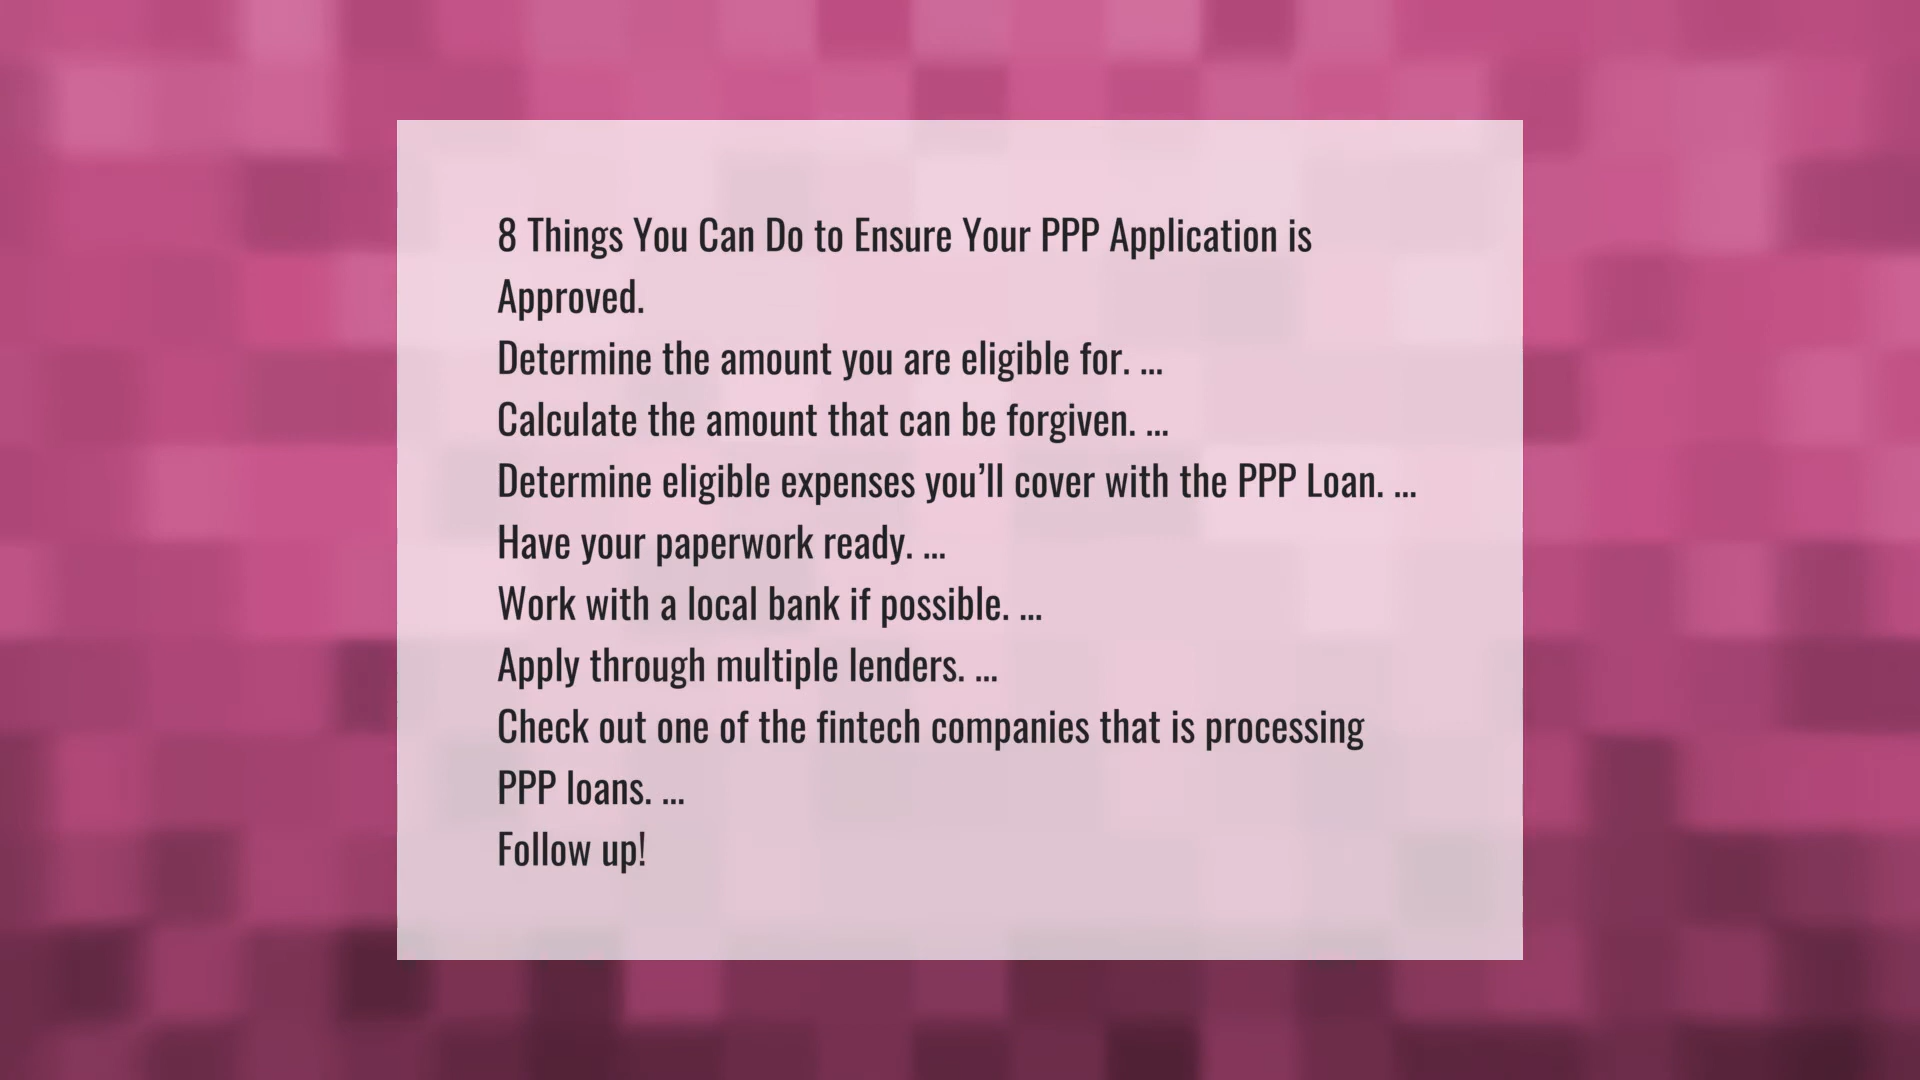 8 Things You Can Do to Ensure Your PPP Application is
Approved.
Determine the amount you are eligible for. ...
Calculate the amount that can be forgiven. ...
Determine eligible expenses you’ll cover with the PPP Loan. ...
Have your paperwork ready. ...
Work with a local bank if possible. ...
Apply through multiple lenders. ...
Check out one of the fintech companies that is processing
PPP loans. ...
Follow up!